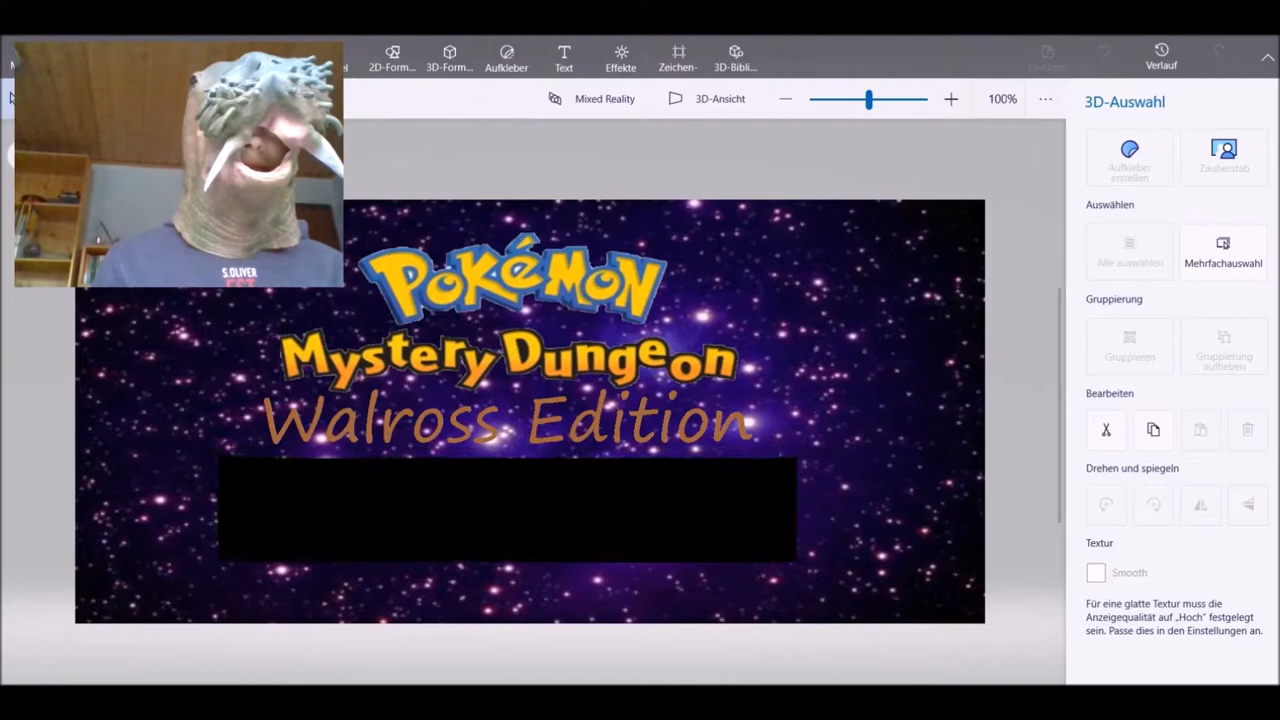 2D-Form...
3D-Form...
Aufkleber
Text
Effekte
Zeichen-
3D-Bibli...
Verlauf
Mixed Reality
3D-Ansicht
100%
3D-Auswahl
Aufkleber
erstellen
Zauberstab
Auswählen
Alle auswählen
Mehrfachauswahl
Gruppierung
Gruppieren
Gruppierung
aufheben
Bearbeiten
Drehen und spiegeln
Textur
Smooth
Für eine glatte Textur muss die
Anzeigequalität auf „Hoch" festgelegt
sein. Passe dies in den Einstellungen an.
S.OLIVER
POKéMON
Mystery Dungeon
Walross Edition